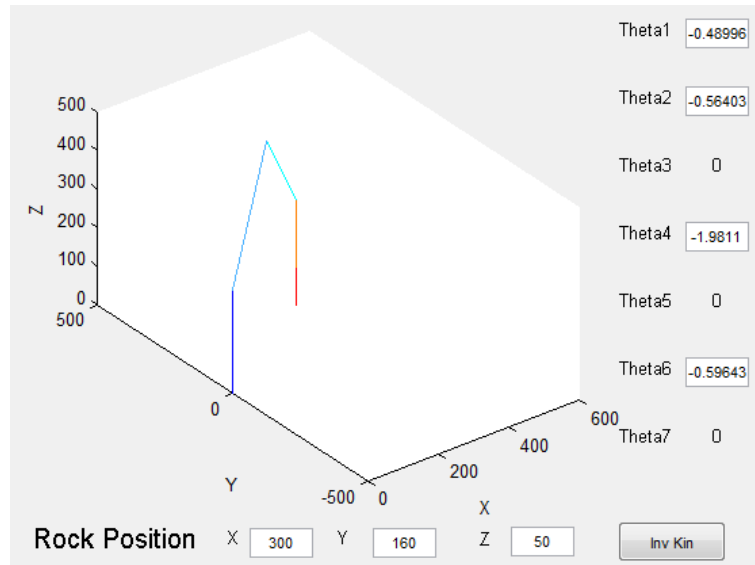 Theta1 -0.48996
Theta2 -0.56403
Theta3 0
Theta4 -1.9811
Theta5 0
Theta6 -0.59643
Theta7 0
500
400
300
200
100
0
Z
500
0
-500
Y
0
200
400
600
X
Rock Position X 300 Y 160 Z 50 Inv Kin